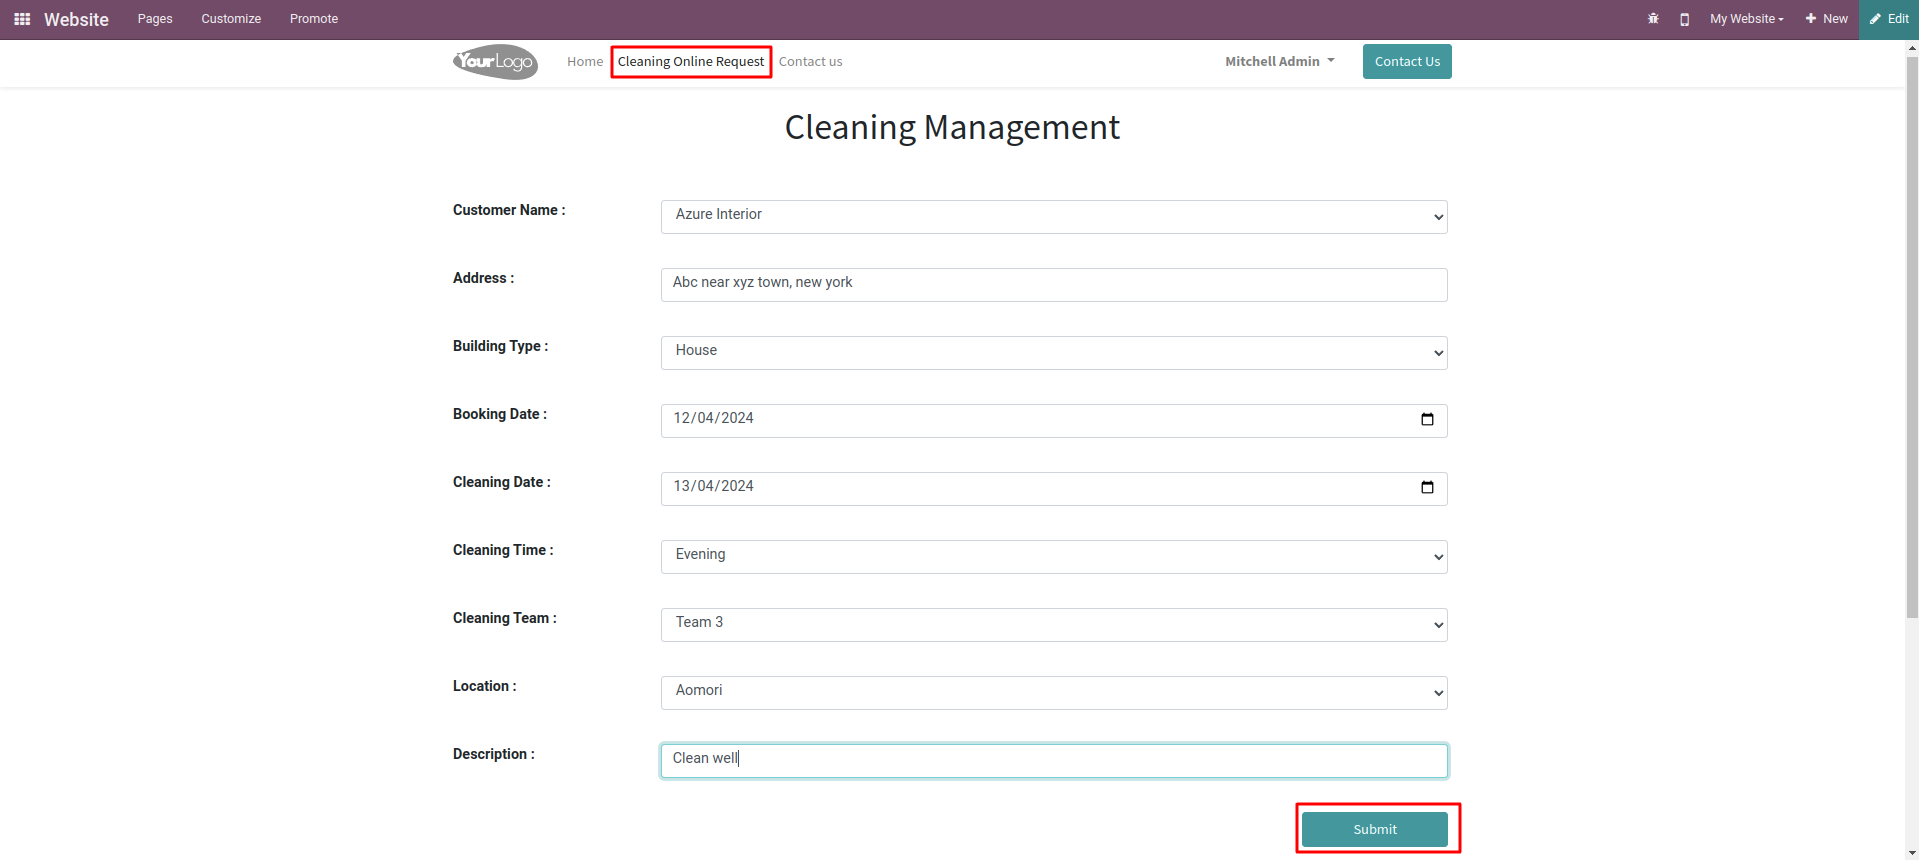 Website Pages Customize Promote My Website New Edit
YourLogo Home Cleaning Online Request Contact us Mitchell Admin Contact Us
Cleaning Management
Customer Name : Azure Interior
Address : Abc near xyz town, new york
Building Type : House
Booking Date : 12/04/2024
Cleaning Date : 13/04/2024
Cleaning Time : Evening
Cleaning Team : Team 3
Location : Aomori
Description : Clean well
Submit